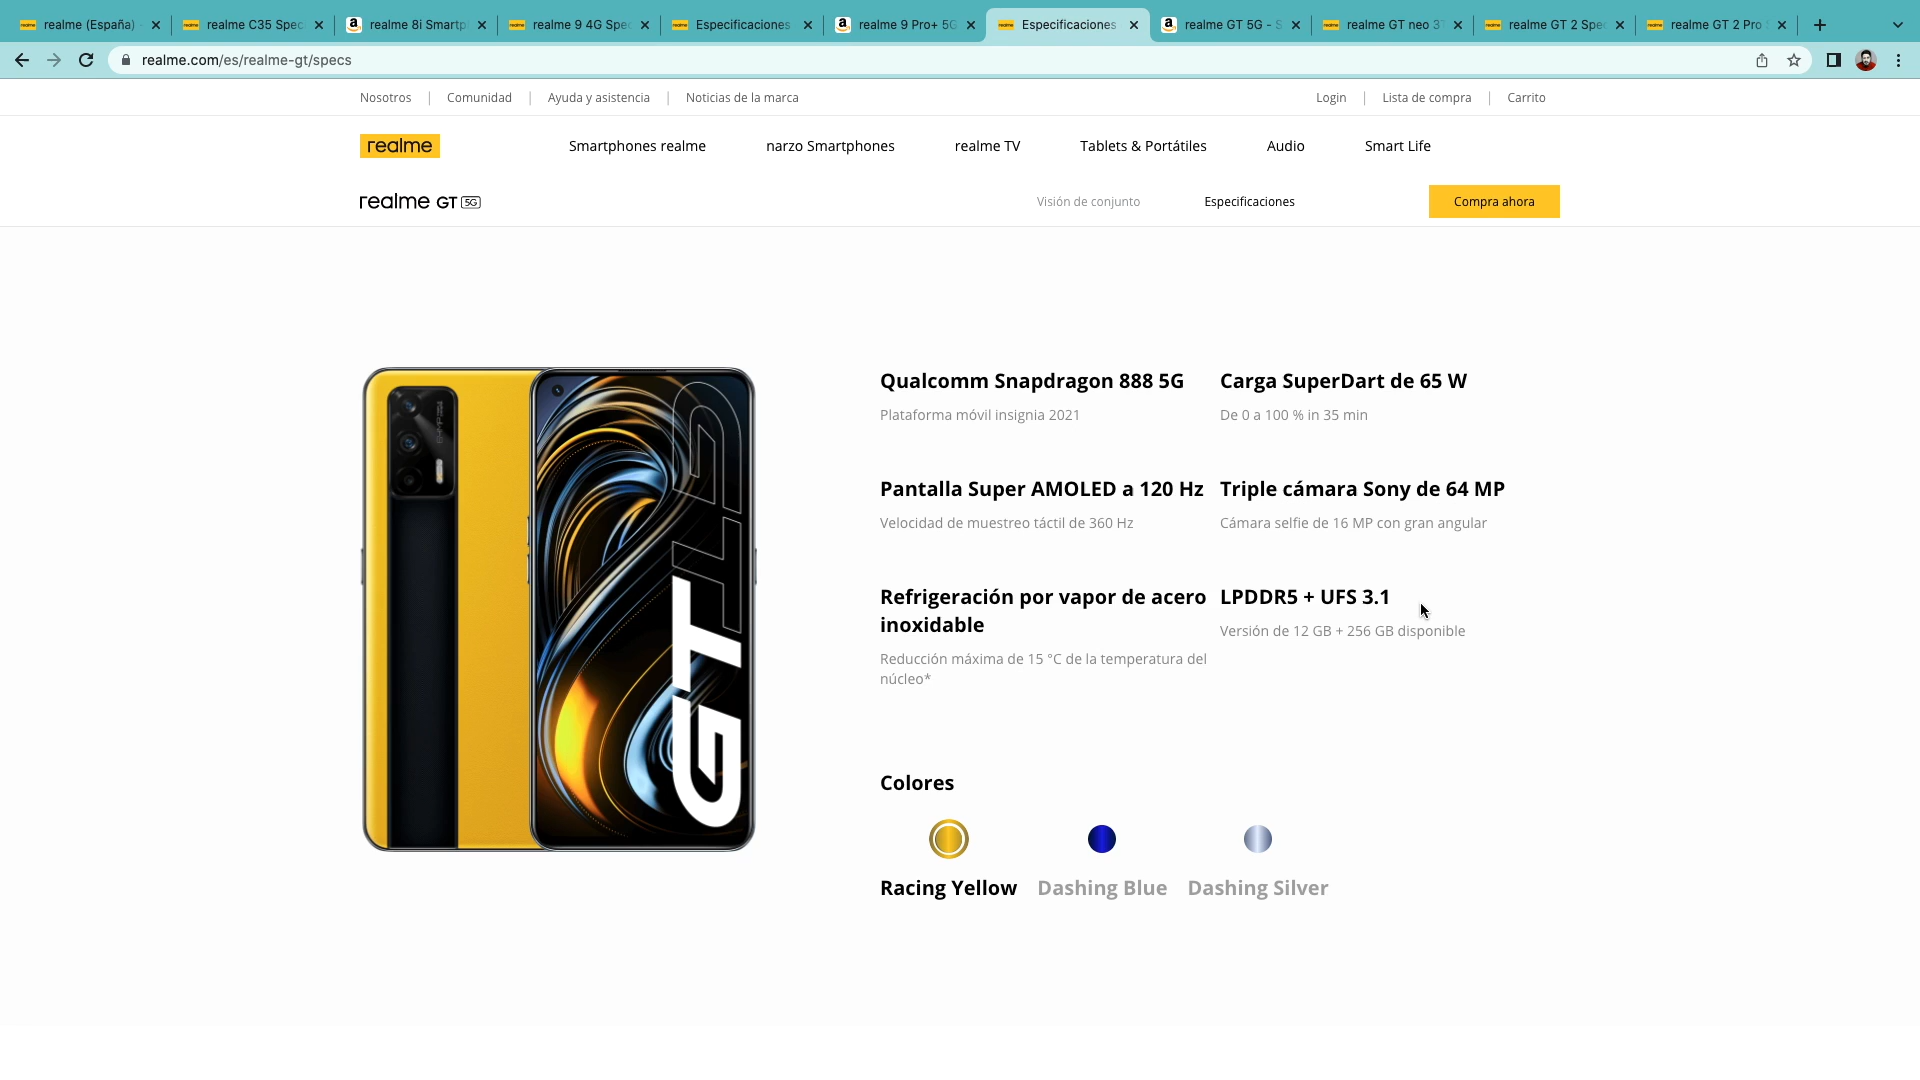 realme (España)
realme C35 Spec
realme 8i Smartp
realme 9 4G Spec
Especificaciones
realme 9 Pro+ 5G
Especificaciones
realme GT 5G - S
realme GT neo 3T
realme GT 2 Spec
realme GT 2 Pro
realme.com/es/realme-gt/specs
Nosotros
Comunidad
Ayuda y asistencia
Noticias de la marca
Login
Lista de compra
Carrito
realme
Smartphones realme
narzo Smartphones
realme TV
Tablets & Portátiles
Audio
Smart Life
realme GT 5G
Visión de conjunto
Especificaciones
Compra ahora
Qualcomm Snapdragon 888 5G
Plataforma móvil insignia 2021
Carga SuperDart de 65 W
De 0 a 100 % in 35 min
Pantalla Super AMOLED a 120 Hz
Velocidad de muestreo táctil de 360 Hz
Triple cámara Sony de 64 MP
Cámara selfie de 16 MP con gran angular
Refrigeración por vapor de acero
inoxidable
Reducción máxima de 15 °C de la temperatura del
núcleo*
LPDDR5 + UFS 3.1
Versión de 12 GB + 256 GB disponible
GT
GT
Colores
Racing Yellow
Dashing Blue
Dashing Silver